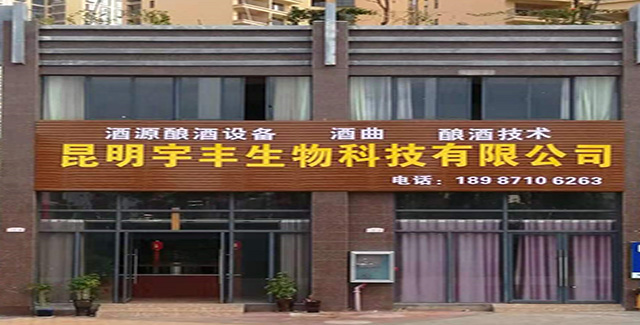 酒源酿酒设备 酒曲 酿酒技术
昆明宇丰生物科技有限公司
电话：189 8710 6263